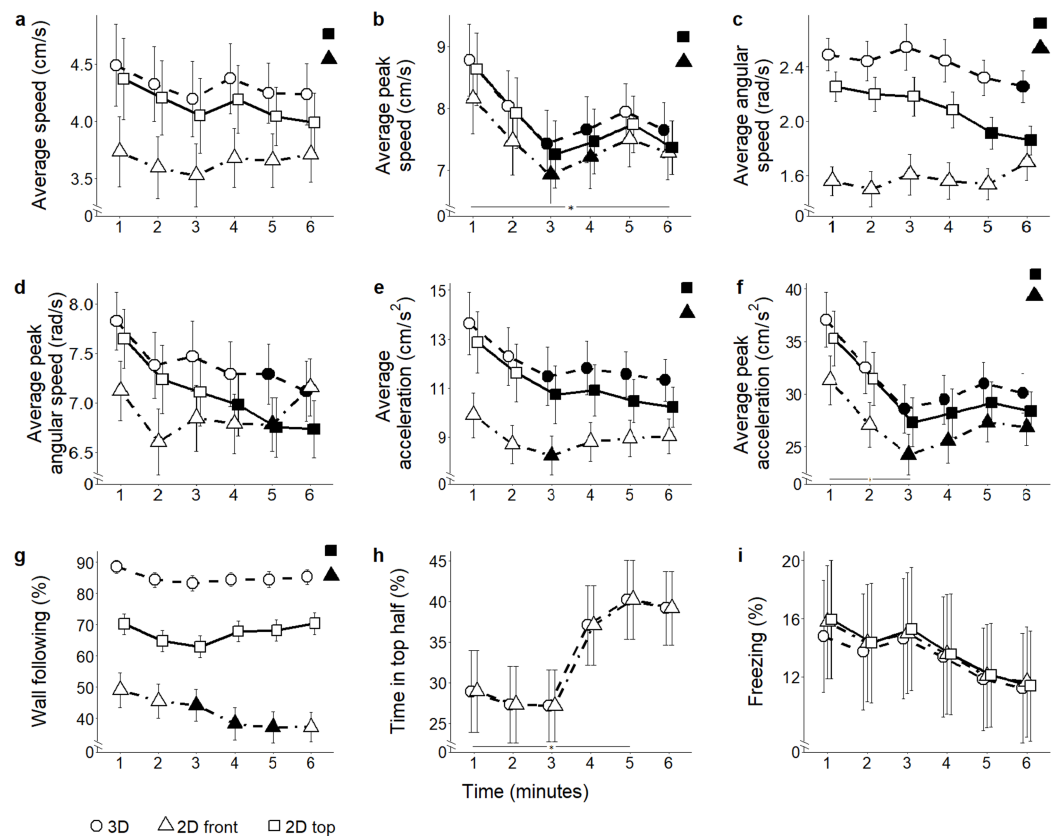 a
Average speed (cm/s)
4.5
4.0
3.5
0
1 2 3 4 5 6
b
Average peak
speed (cm/s)
9
8
7
0
*
1 2 3 4 5 6
c
Average angular
speed (rad/s)
2.4
2.0
1.6
0
1 2 3 4 5 6
d
Average peak
angular speed (rad/s)
8.0
7.5
7.0
6.5
0
1 2 3 4 5 6
e
Average
acceleration (cm/s²)
15
13
11
9
0
1 2 3 4 5 6
f
Average peak
acceleration (cm/s²)
40
35
30
25
0
1 2 3 4 5 6
g
Wall following (%)
90
80
70
60
50
40
0
1 2 3 4 5 6
h
Time in top half (%)
45
40
35
30
25
0
*
1 2 3 4 5 6
i
Freezing (%)
20
16
12
0
1 2 3 4 5 6
Time (minutes)
3D 2D front 2D top